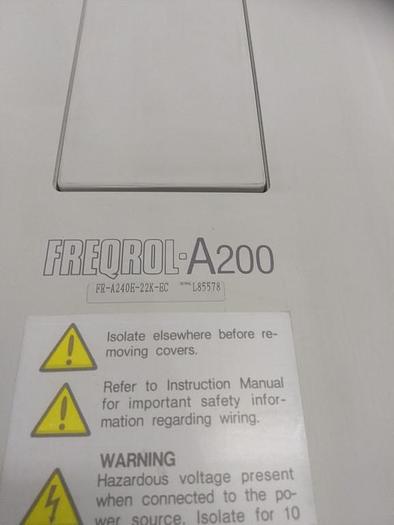 FREQROL-A200
FR-A240E-22K-EC SERIAL L85578
Isolate elsewhere before re-
moving covers.
Refer to Instruction Manual
for important safety infor-
mation regarding wiring.
WARNING
Hazardous voltage present
when connected to the po-
wer source. Isolate for 10